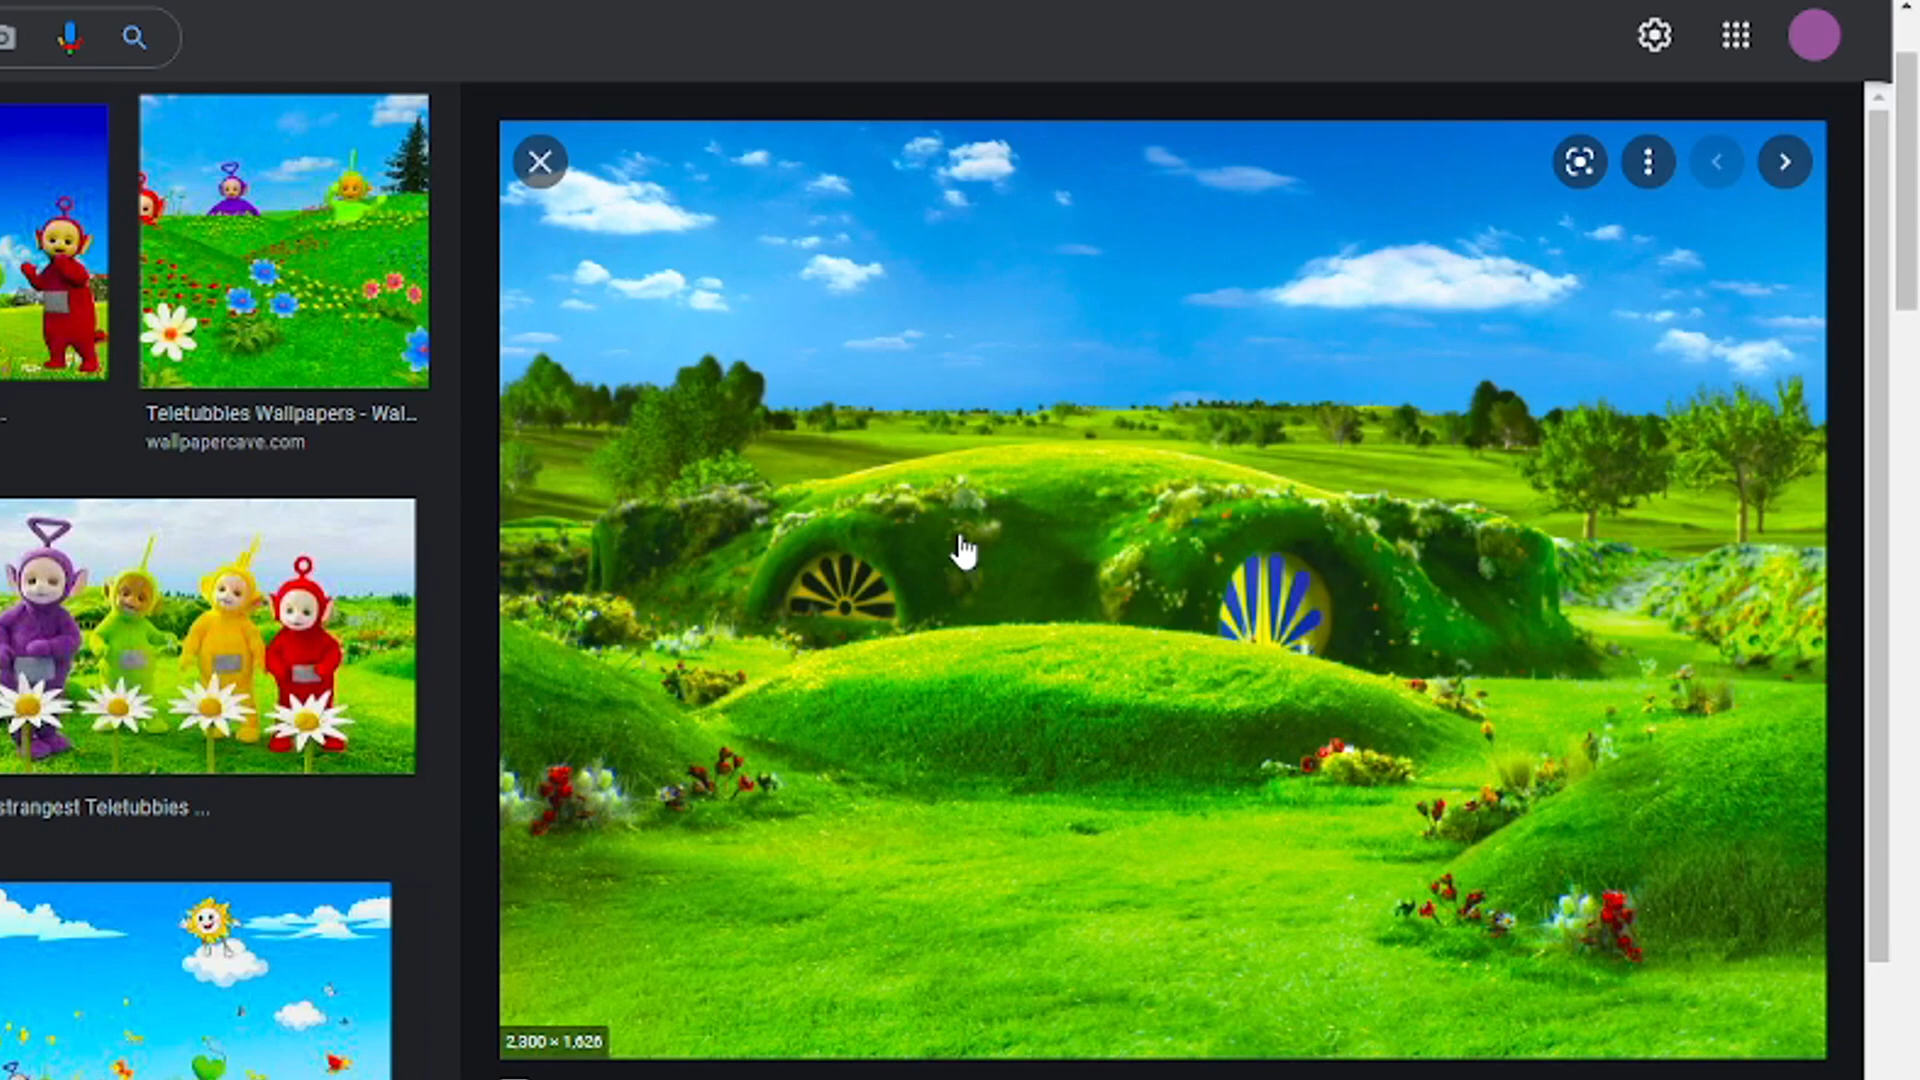 Teletubbies Wallpapers - Wal...
wallpapercave.com
strangest Teletubbies ...
2,300 × 1,626